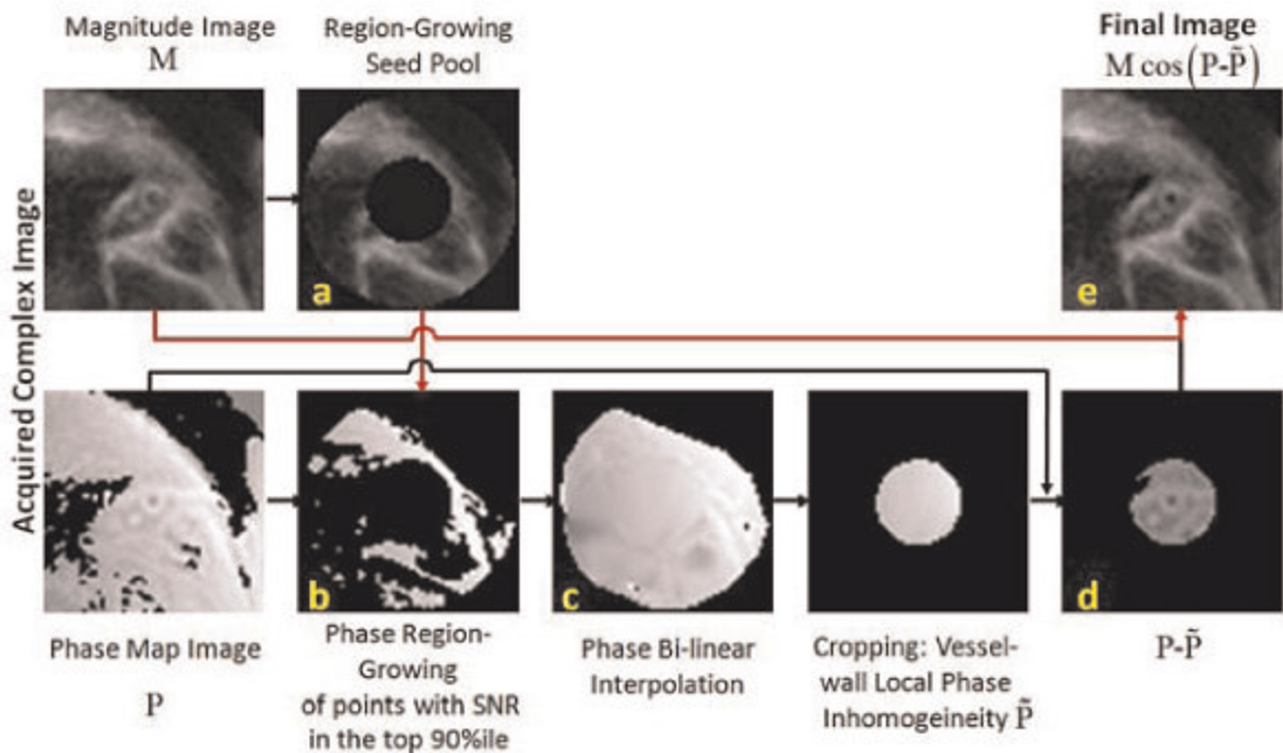 Magnitude Image
M
Region-Growing
Seed Pool
Final Image
M cos(P-P̃)
Acquired Complex Image
a
e
b
c
d
Phase Map Image
P
Phase Region-
Growing
of points with SNR
in the top 90%ile
Phase Bi-linear
Interpolation
Cropping: Vessel-
wall Local Phase
Inhomogeineity P̃
P-P̃